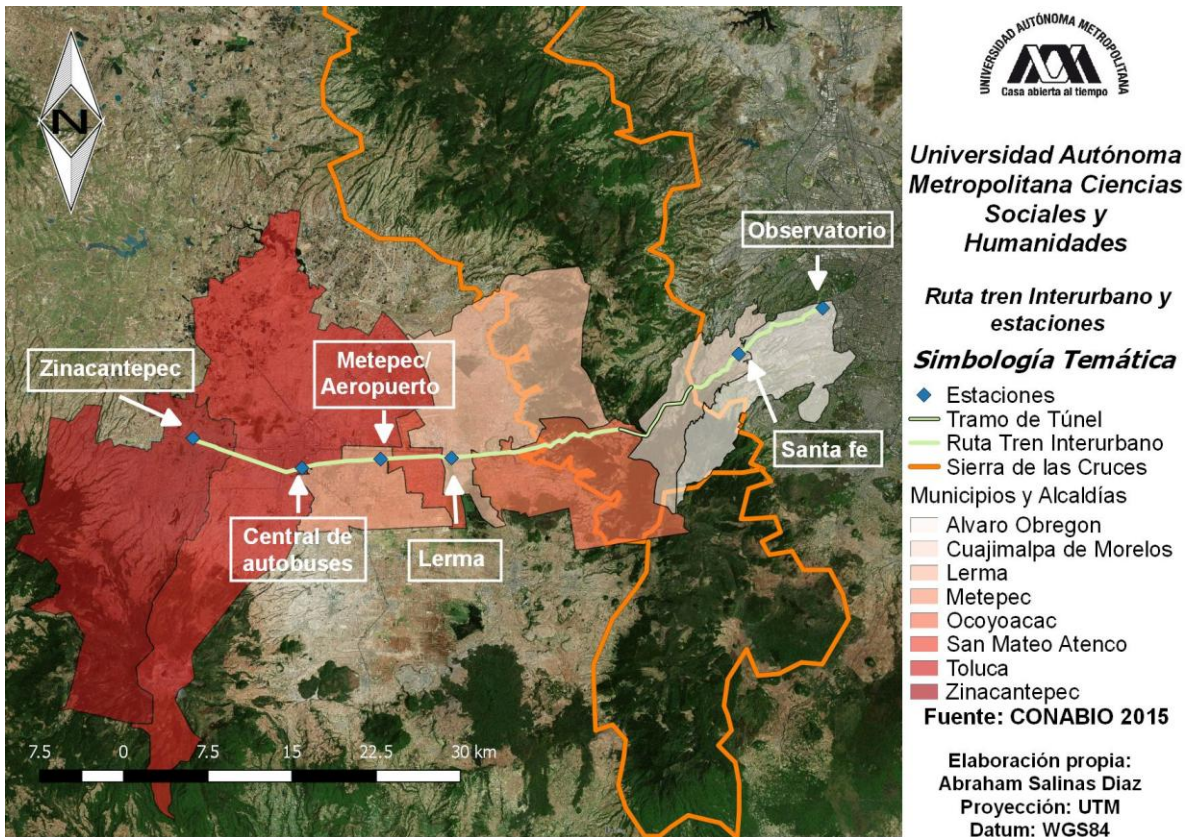 N
Observatorio
Zinacantepec
Metepec/
Aeropuerto
Santa fe
Central de
autobuses
Lerma
7.5 0 7.5 15 22.5 30 km
UNIVERSIDAD AUTÓNOMA METROPOLITANA
Casa abierta al tiempo
Universidad Autónoma
Metropolitana Ciencias
Sociales y
Humanidades
Ruta tren Interurbano y
estaciones
Simbología Temática
Estaciones
Tramo de Túnel
Ruta Tren Interurbano
Sierra de las Cruces
Municipios y Alcaldías
Alvaro Obregon
Cuajimalpa de Morelos
Lerma
Metepec
Ocoyoacac
San Mateo Atenco
Toluca
Zinacantepec
Fuente: CONABIO 2015
Elaboración propia:
Abraham Salinas Diaz
Proyección: UTM
Datum: WGS84